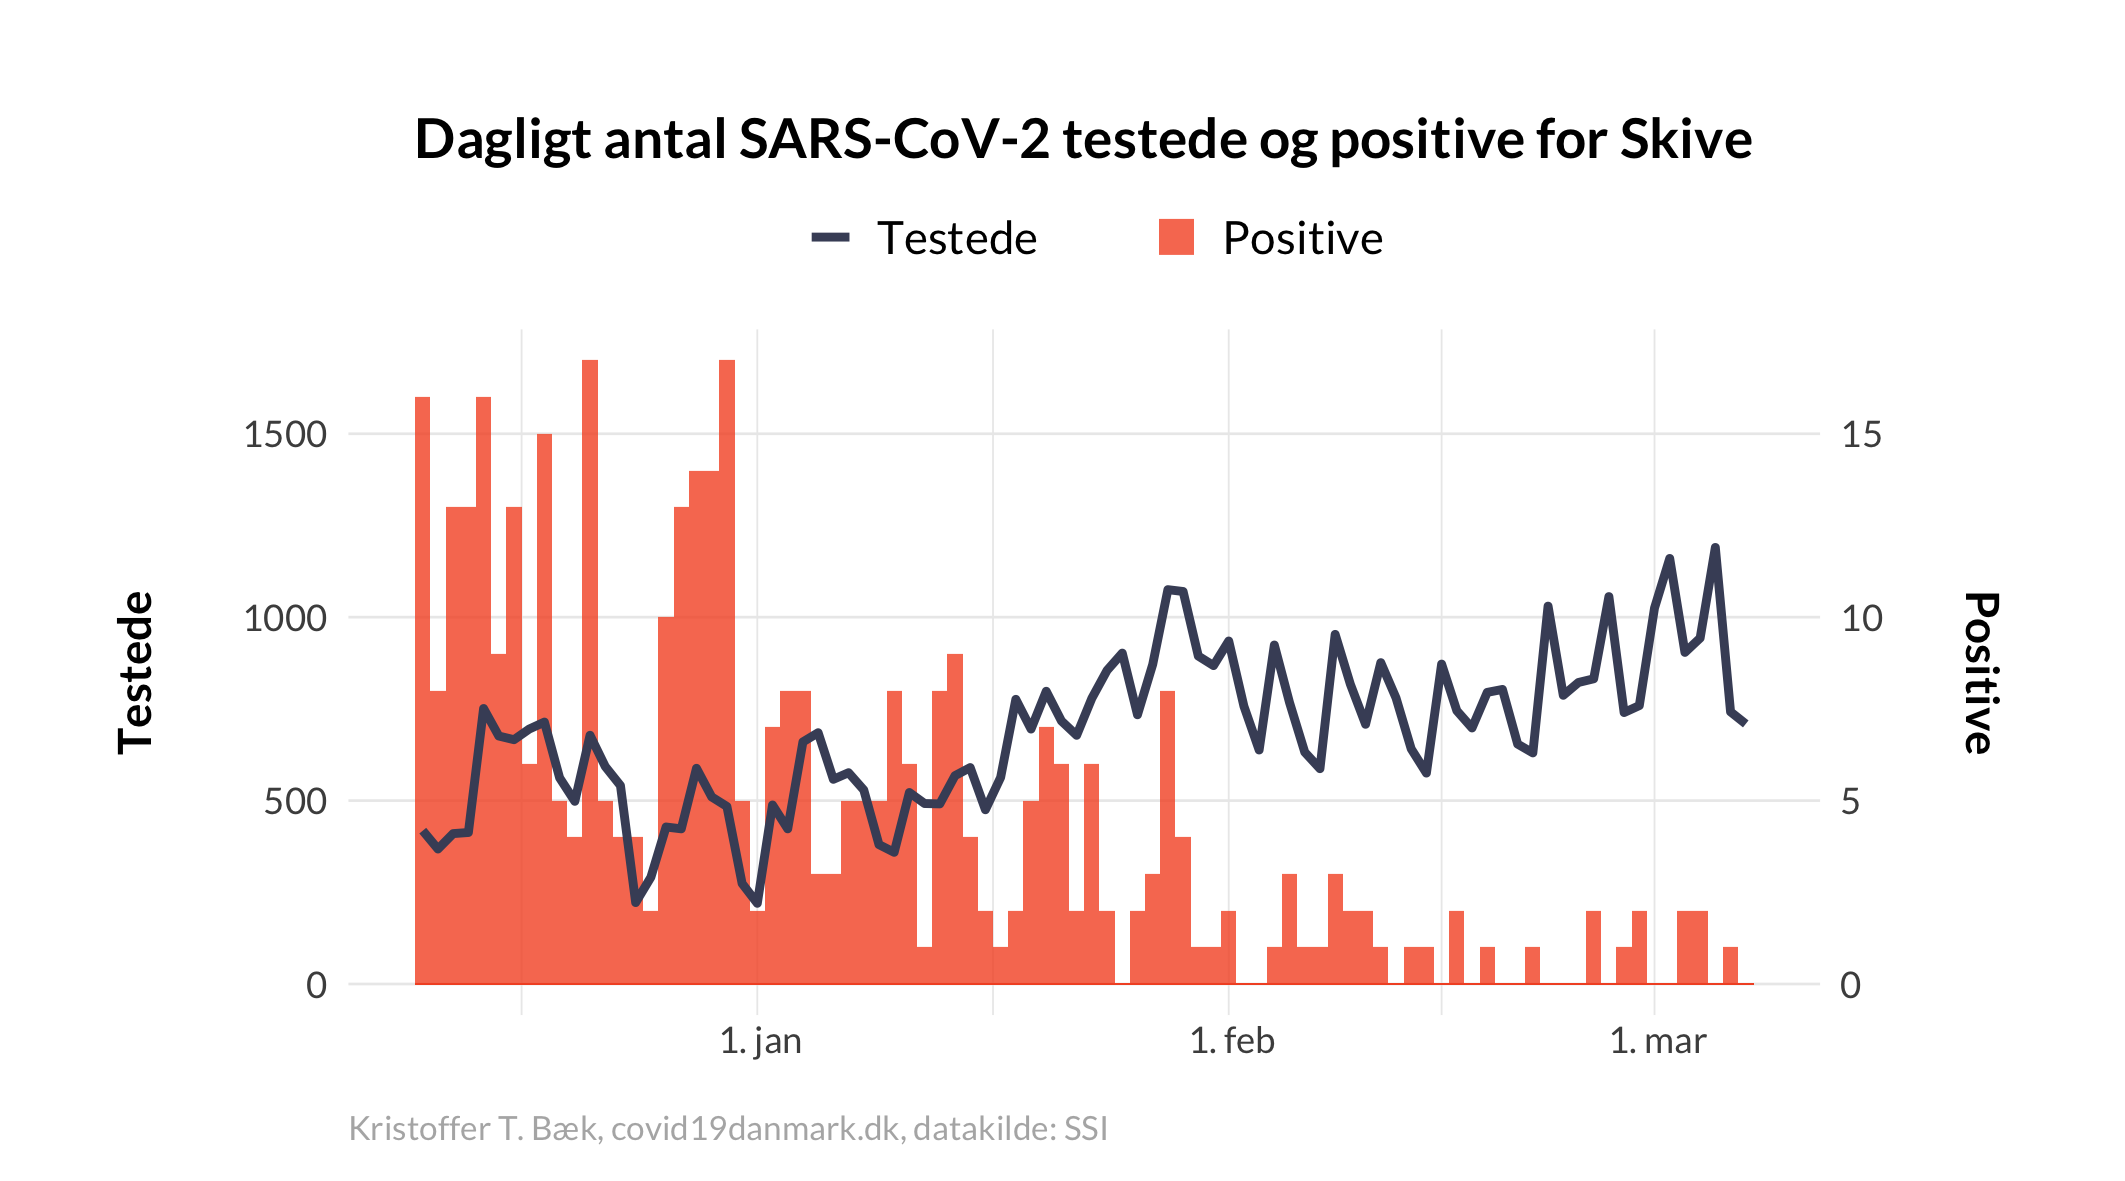 Dagligt antal SARS-CoV-2 testede og positive for Skive
Testede
Positive
1500
1000
500
0
15
10
5
0
Testede
Positive
1. jan
1. feb
1. mar
Kristoffer T. Bæk, covid19danmark.dk, datakilde: SSI